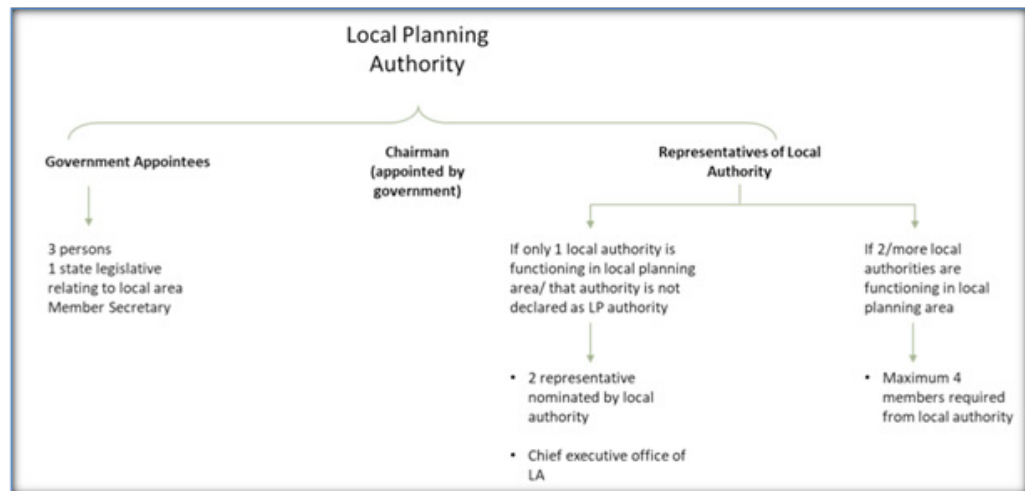 Local Planning
Authority
Government Appointees
3 persons
1 state legislative
relating to local area
Member Secretary
Chairman
(appointed by
government)
Representatives of Local
Authority
If only 1 local authority is
functioning in local planning
area/ that authority is not
declared as LP authority
• 2 representative
nominated by local
authority
• Chief executive office of
LA
If 2/more local
authorities are
functioning in local
planning area
• Maximum 4
members required
from local authority